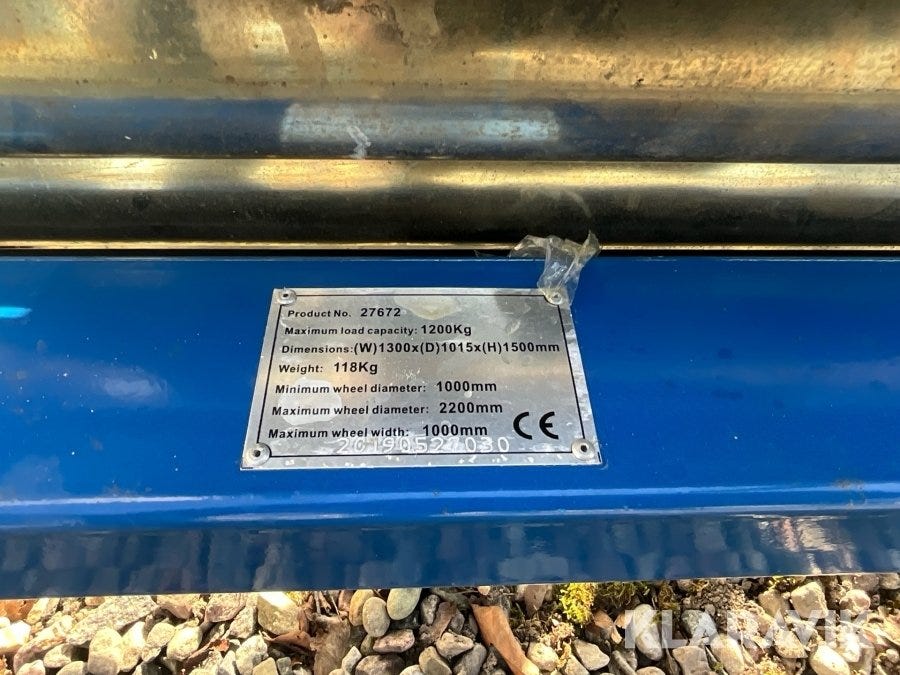 Product No. 27672
Maximum load capacity: 1200Kg
Dimensions:(W)1300x(D)1015x(H)1500mm
Weight: 118Kg
Minimum wheel diameter: 1000mm
Maximum wheel diameter: 2200mm
Maximum wheel width: 1000mm CE
20190527030
KLARAVIK